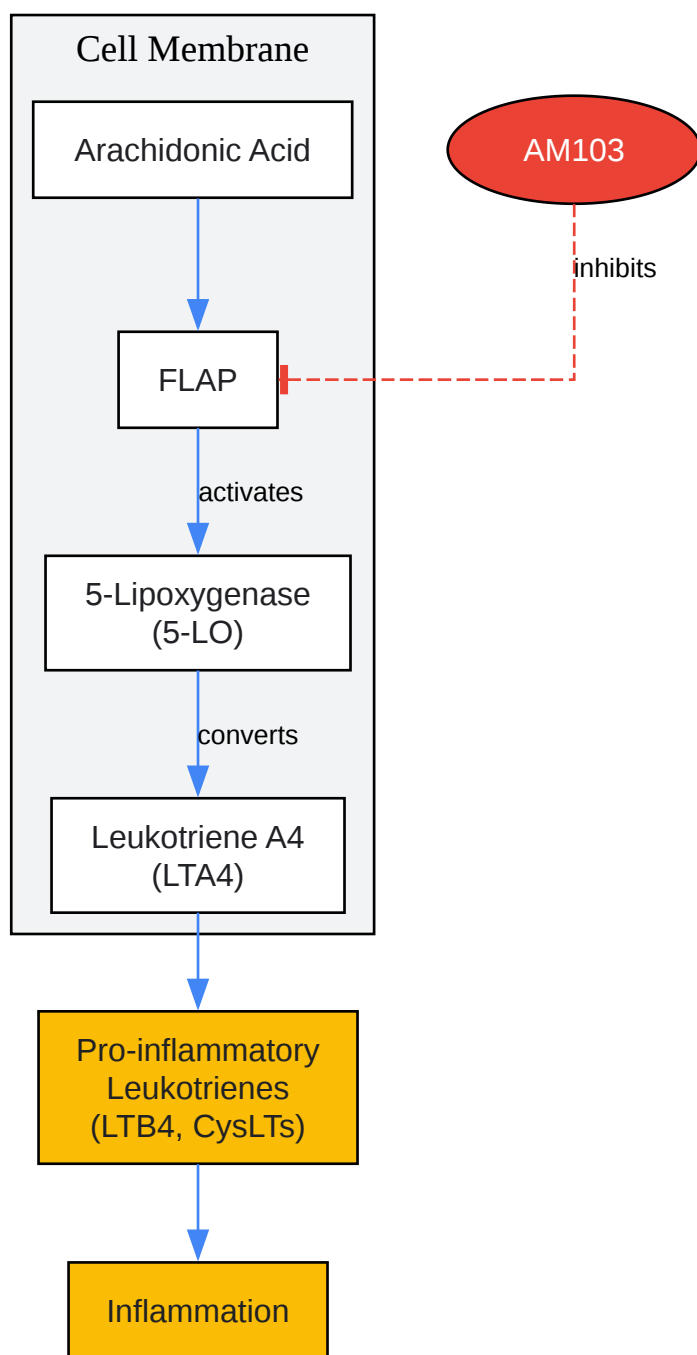 Cell Membrane
Arachidonic Acid
AM103
inhibits
FLAP
activates
5-Lipoxygenase
(5-LO)
converts
Leukotriene A4
(LTA4)
Pro-inflammatory
Leukotrienes
(LTB4, CysLTs)
Inflammation